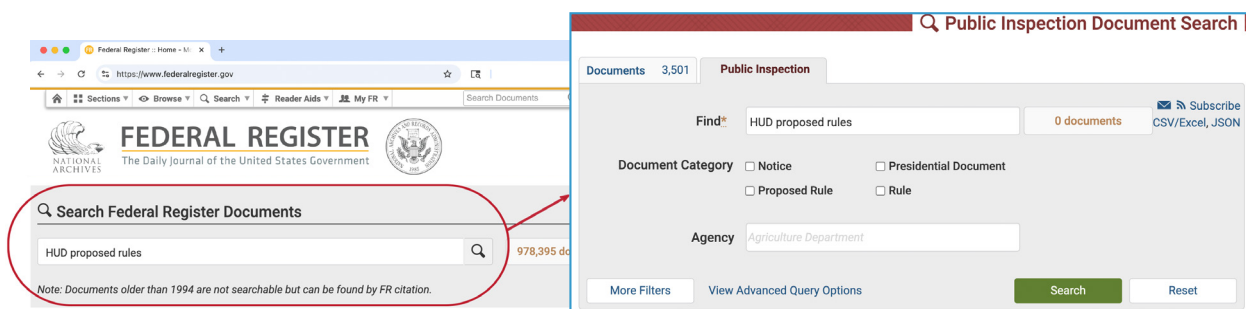 Federal Register :: Home - M
https://www.federalregister.gov
Sections Browse Search Reader Aids My FR Search Documents
NATIONAL
ARCHIVES
FEDERAL REGISTER
The Daily Journal of the United States Government
Search Federal Register Documents
HUD proposed rules
978,395 do
Note: Documents older than 1994 are not searchable but can be found by FR citation.
Public Inspection Document Search
Documents 3,501 Public Inspection
Find* HUD proposed rules 0 documents
Subscribe
CSV/Excel, JSON
Document Category Notice Presidential Document
Proposed Rule Rule
Agency Agriculture Department
More Filters View Advanced Query Options Search Reset